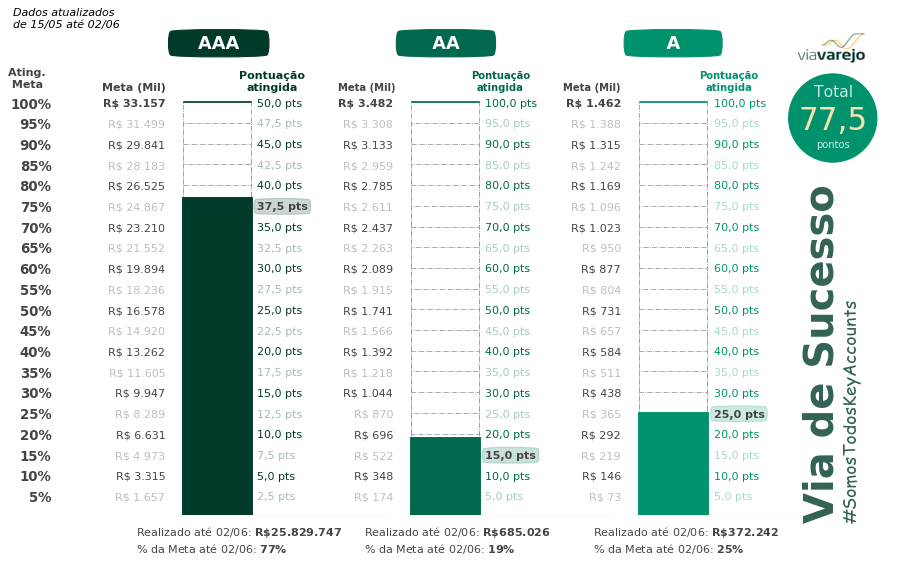 Dados atualizados
de 15/05 até 02/06
AAA
AA
A
viavarejo
Ating.
Meta
Meta (Mil)
Pontuação
atingida
Meta (Mil)
Pontuação
atingida
Meta (Mil)
Pontuação
atingida
Total
77,5
pontos
100% R$ 33.157 50,0 pts R$ 3.482 100,0 pts R$ 1.462 100,0 pts
95% R$ 31.499 47,5 pts R$ 3.308 95,0 pts R$ 1.388 95,0 pts
90% R$ 29.841 45,0 pts R$ 3.133 90,0 pts R$ 1.315 90,0 pts
85% R$ 28.183 42,5 pts R$ 2.959 85,0 pts R$ 1.242 85,0 pts
80% R$ 26.525 40,0 pts R$ 2.785 80,0 pts R$ 1.169 80,0 pts
75% R$ 24.867 37,5 pts R$ 2.611 75,0 pts R$ 1.096 75,0 pts
70% R$ 23.210 35,0 pts R$ 2.437 70,0 pts R$ 1.023 70,0 pts
65% R$ 21.552 32,5 pts R$ 2.263 65,0 pts R$ 950 65,0 pts
60% R$ 19.894 30,0 pts R$ 2.089 60,0 pts R$ 877 60,0 pts
55% R$ 18.236 27,5 pts R$ 1.915 55,0 pts R$ 804 55,0 pts
50% R$ 16.578 25,0 pts R$ 1.741 50,0 pts R$ 731 50,0 pts
45% R$ 14.920 22,5 pts R$ 1.566 45,0 pts R$ 657 45,0 pts
40% R$ 13.262 20,0 pts R$ 1.392 40,0 pts R$ 584 40,0 pts
35% R$ 11.605 17,5 pts R$ 1.218 35,0 pts R$ 511 35,0 pts
30% R$ 9.947 15,0 pts R$ 1.044 30,0 pts R$ 438 30,0 pts
25% R$ 8.289 12,5 pts R$ 870 25,0 pts R$ 365 25,0 pts
20% R$ 6.631 10,0 pts R$ 696 20,0 pts R$ 292 20,0 pts
15% R$ 4.973 7,5 pts R$ 522 15,0 pts R$ 219 15,0 pts
10% R$ 3.315 5,0 pts R$ 348 10,0 pts R$ 146 10,0 pts
5% R$ 1.657 2,5 pts R$ 174 5,0 pts R$ 73 5,0 pts
Via de Sucesso
#SomosTodosKeyAccounts
Realizado até 02/06: R$25.829.747
% da Meta até 02/06: 77%
Realizado até 02/06: R$685.026
% da Meta até 02/06: 19%
Realizado até 02/06: R$372.242
% da Meta até 02/06: 25%